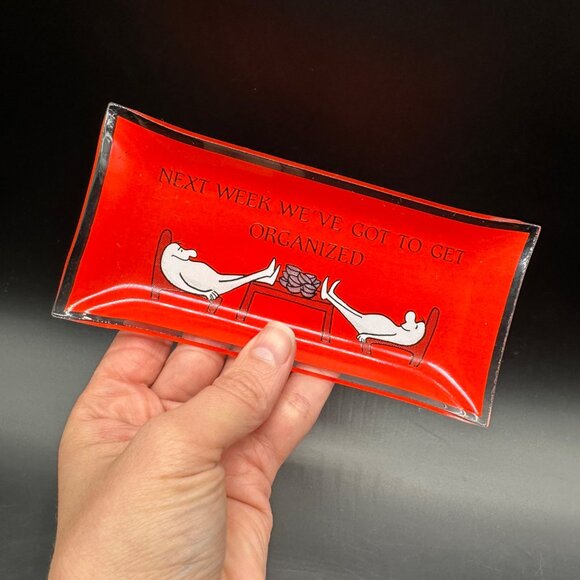 NEXT WEEK WE'VE GOT TO GET
ORGANIZED